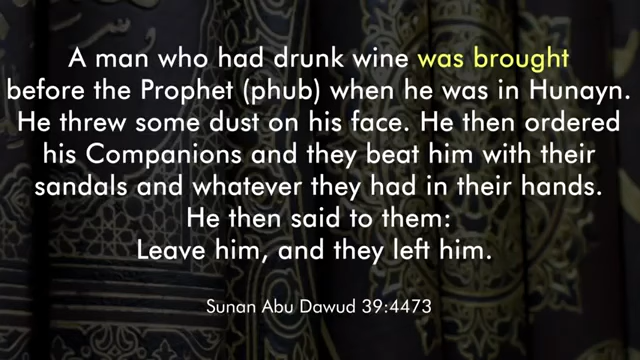 A man who had drunk wine was brought
before the Prophet (phub) when he was in Hunayn.
He threw some dust on his face. He then ordered
his Companions and they beat him with their
sandals and whatever they had in their hands.
He then said to them:
Leave him, and they left him.
Sunan Abu Dawud 39:4473